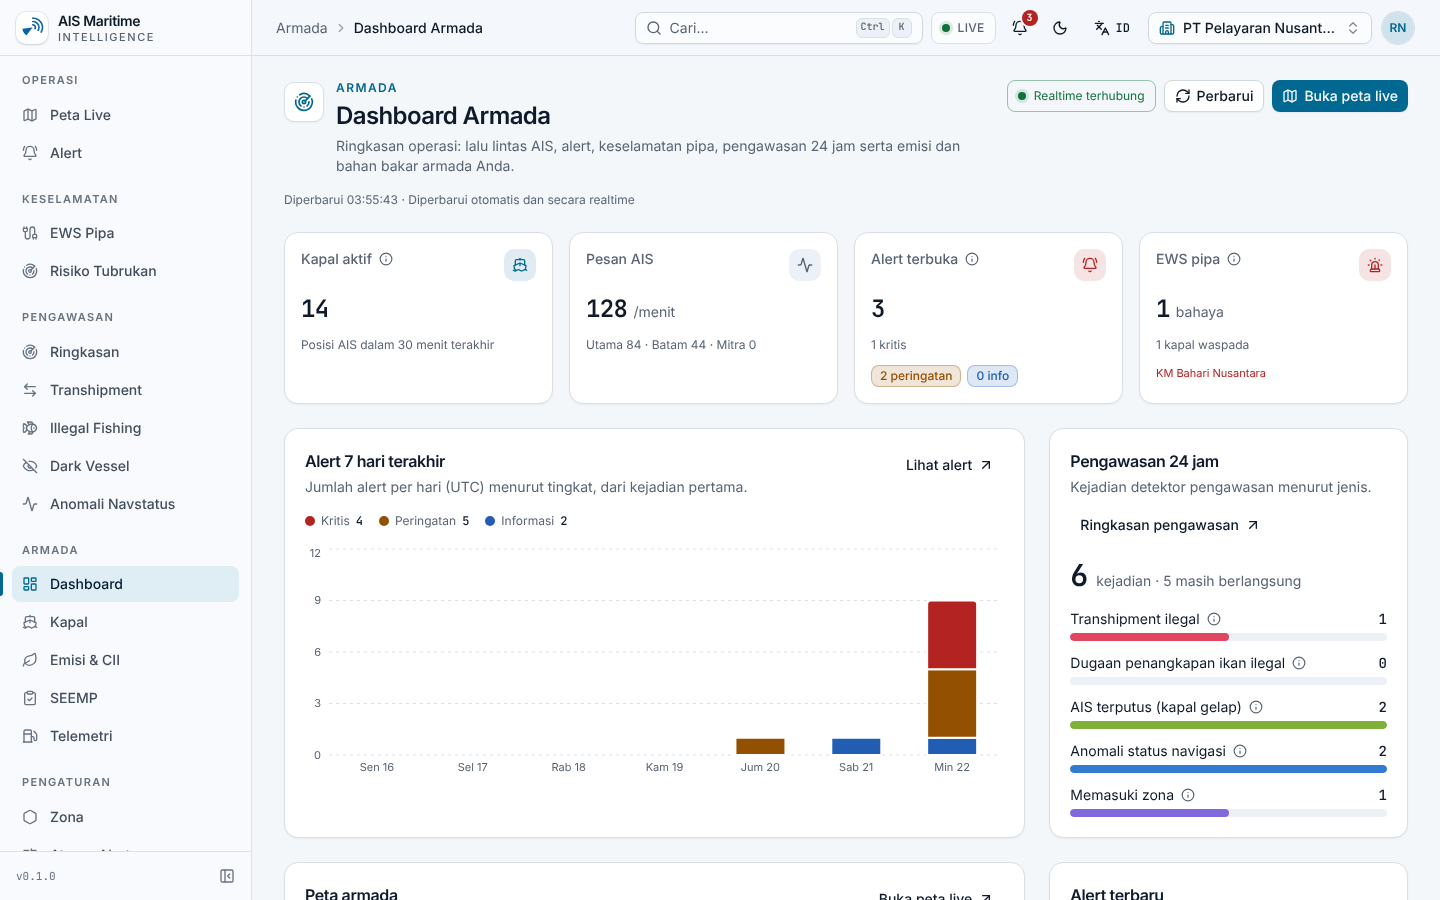 AIS Maritime
INTELLIGENCE
Armada
Dashboard Armada
Cari...
Ctrl K
LIVE
3
ID
PT Pelayaran Nusant...
RN
OPERASI
Peta Live
Alert
KESELAMATAN
EWS Pipa
Risiko Tubrukan
PENGAWASAN
Ringkasan
Transhipment
Illegal Fishing
Dark Vessel
Anomali Navstatus
ARMADA
Dashboard
Kapal
Emisi & CII
SEEMP
Telemetri
PENGATURAN
Zona
v0.1.0
ARMADA
Dashboard Armada
Ringkasan operasi: lalu lintas AIS, alert, keselamatan pipa, pengawasan 24 jam serta emisi dan
bahan bakar armada Anda.
Realtime terhubung
Perbarui
Buka peta live
Diperbarui 03:55:43 · Diperbarui otomatis dan secara realtime
Kapal aktif
14
Posisi AIS dalam 30 menit terakhir
Pesan AIS
128 /menit
Utama 84 · Batam 44 · Mitra 0
Alert terbuka
3
1 kritis
2 peringatan
0 info
EWS pipa
1 bahaya
1 kapal waspada
KM Bahari Nusantara
Alert 7 hari terakhir
Lihat alert
Jumlah alert per hari (UTC) menurut tingkat, dari kejadian pertama.
Kritis 4
Peringatan 5
Informasi 2
12
9
6
3
0
Sen 16
Sel 17
Rab 18
Kam 19
Jum 20
Sab 21
Min 22
Pengawasan 24 jam
Kejadian detektor pengawasan menurut jenis.
Ringkasan pengawasan
6 kejadian · 5 masih berlangsung
Transhipment ilegal 1
Dugaan penangkapan ikan ilegal 0
AIS terputus (kapal gelap) 2
Anomali status navigasi 2
Memasuki zona 1
Peta armada
Buka peta live
Alert terbaru